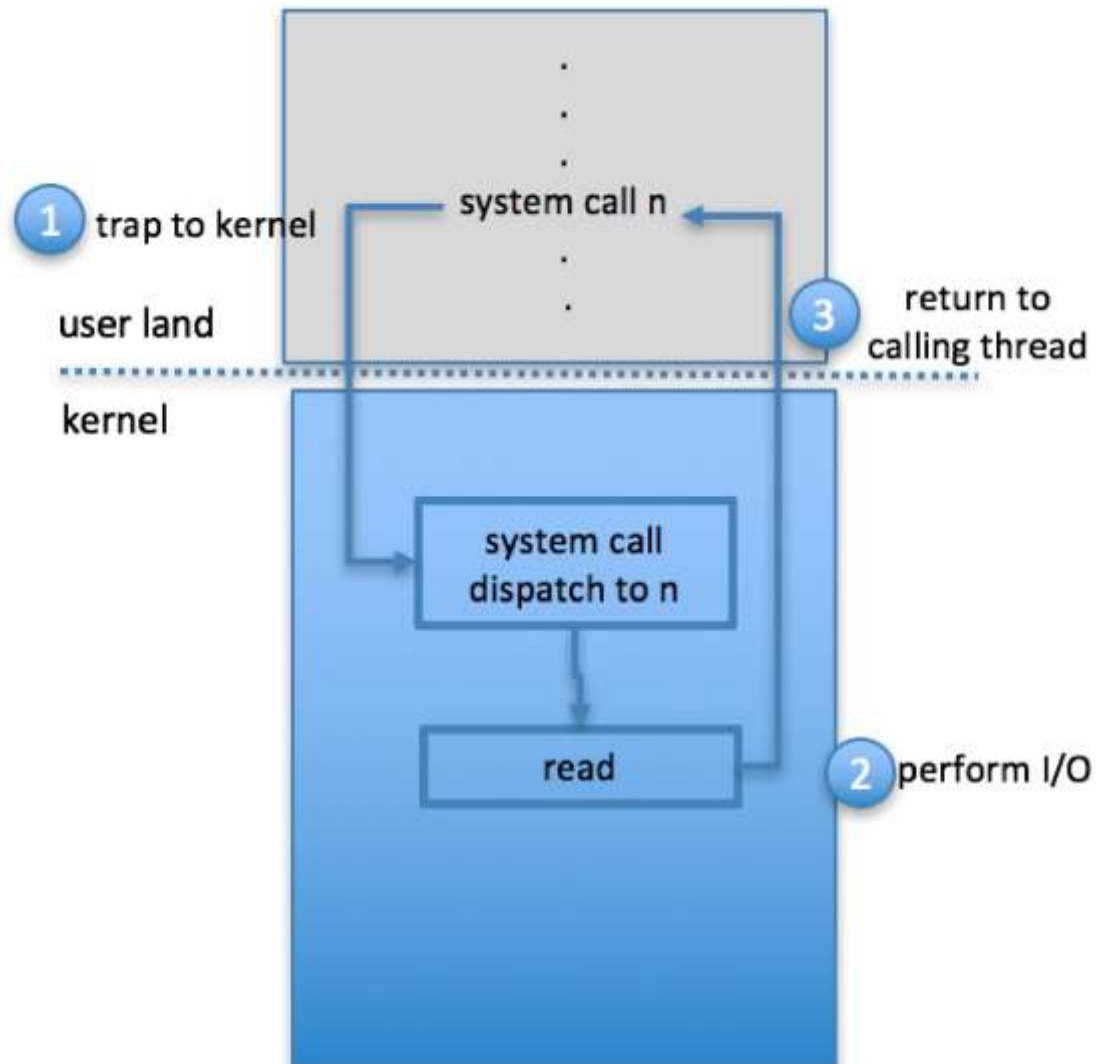 .
.
.
system call n
1 trap to kernel
.
.
3 return to
calling thread
user land
kernel
system call
dispatch to n
read
2 perform I/O